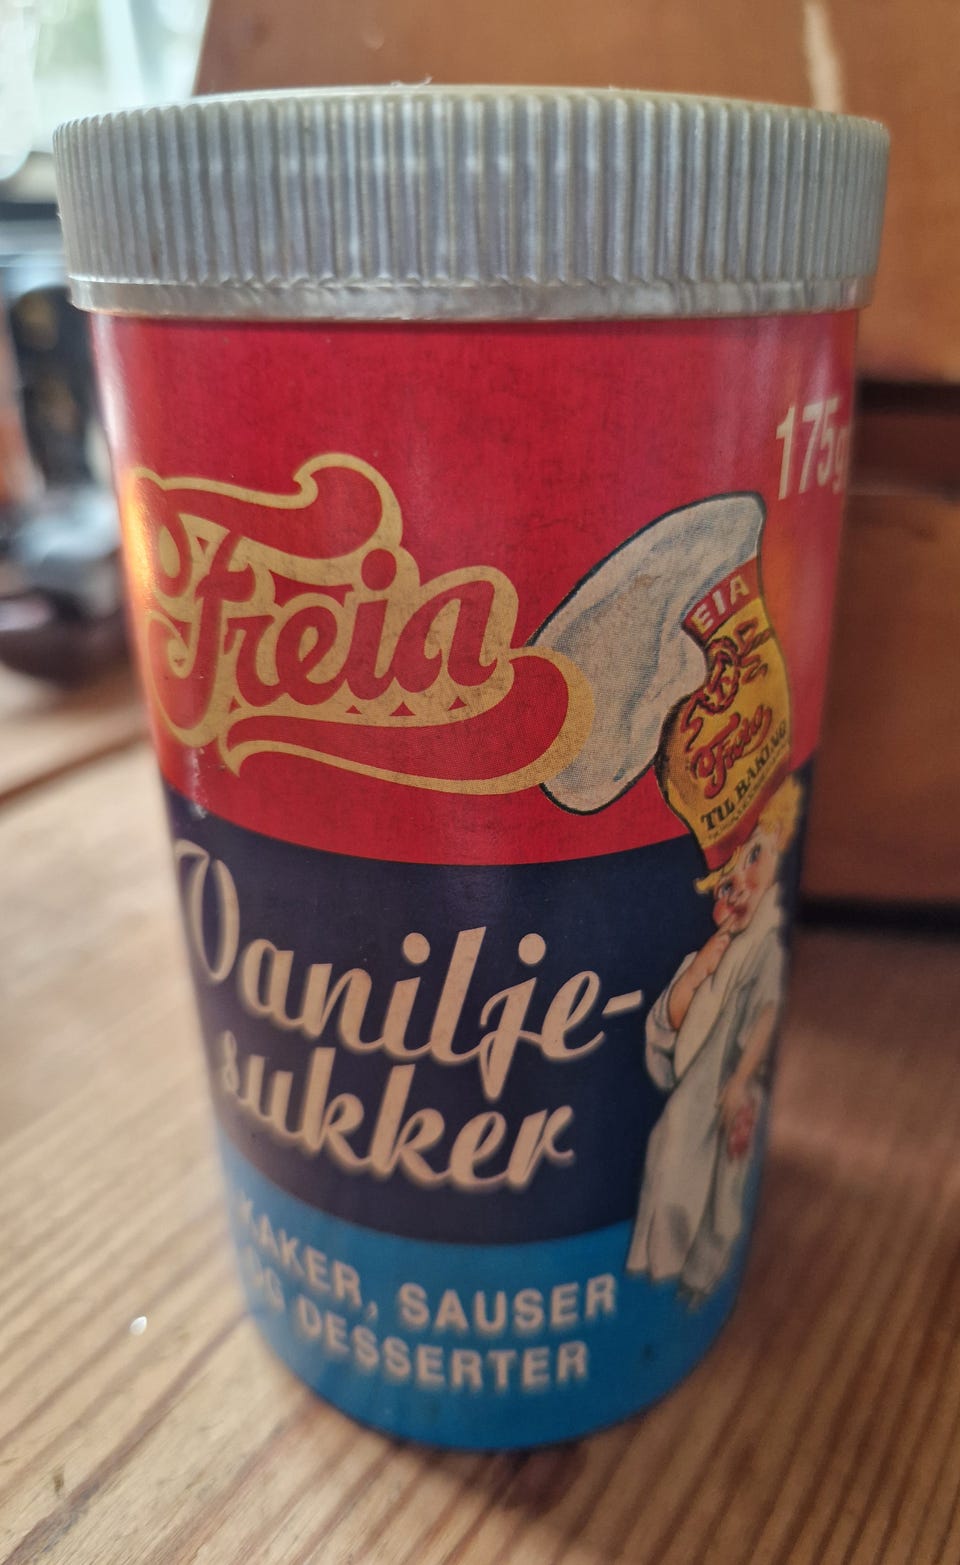 175g
Freia
EIA
Freia
TIL BAKING
Vanilje-
sukker
KAKER, SAUSER
OG DESSERTER